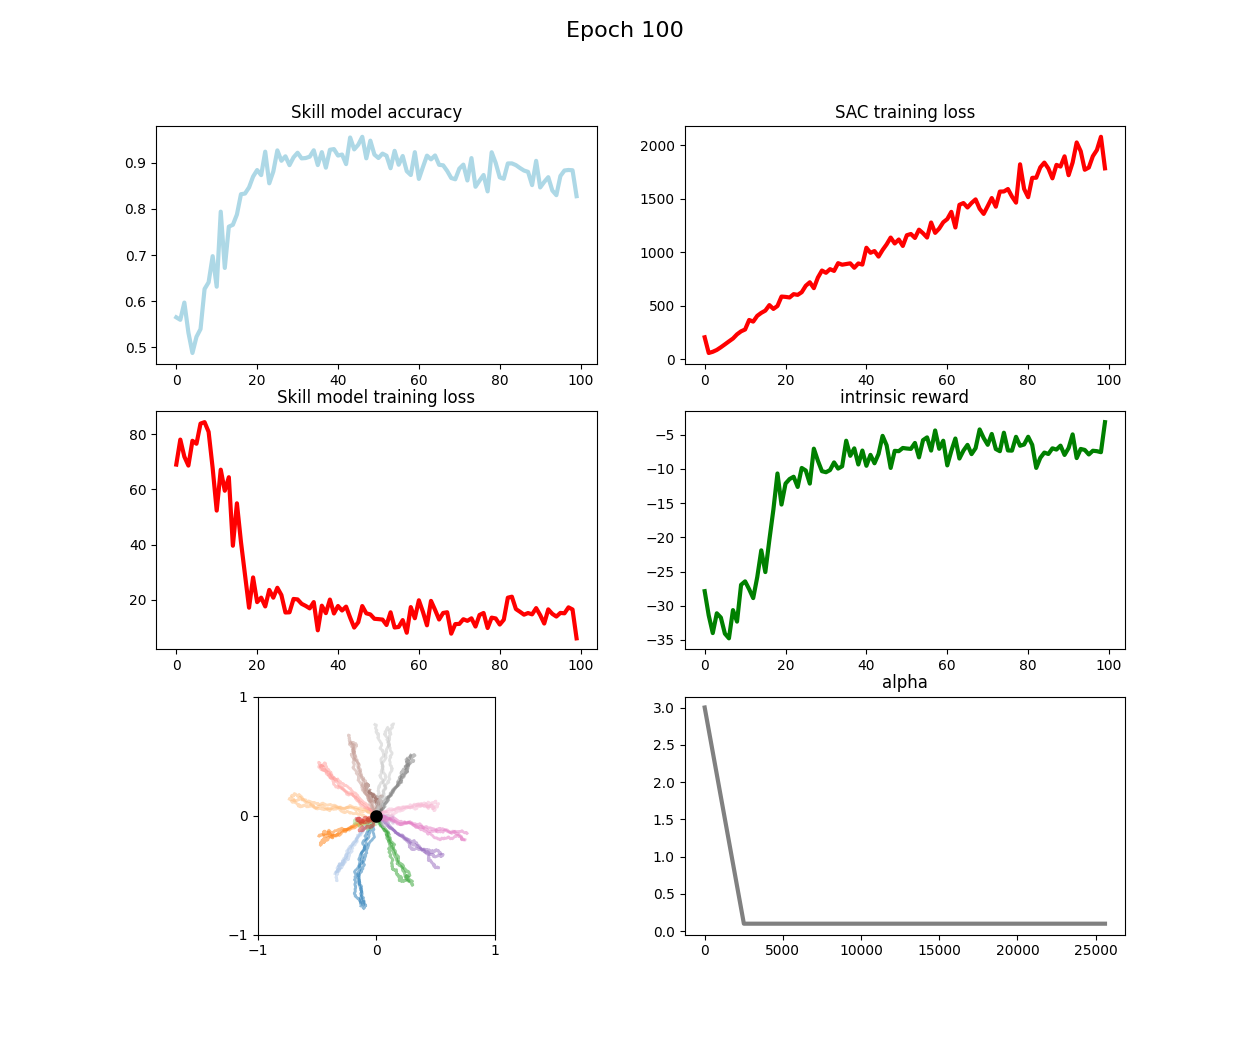 Epoch 100
Skill model accuracy
0.9
0.8
0.7
0.6
0.5
0 20 40 60 80 100
SAC training loss
2000
1500
1000
500
0
0 20 40 60 80 100
Skill model training loss
80
60
40
20
0 20 40 60 80 100
intrinsic reward
−5
−10
−15
−20
−25
−30
−35
0 20 40 60 80 100
1
0
−1
−1 0 1
alpha
3.0
2.5
2.0
1.5
1.0
0.5
0.0
0 5000 10000 15000 20000 25000